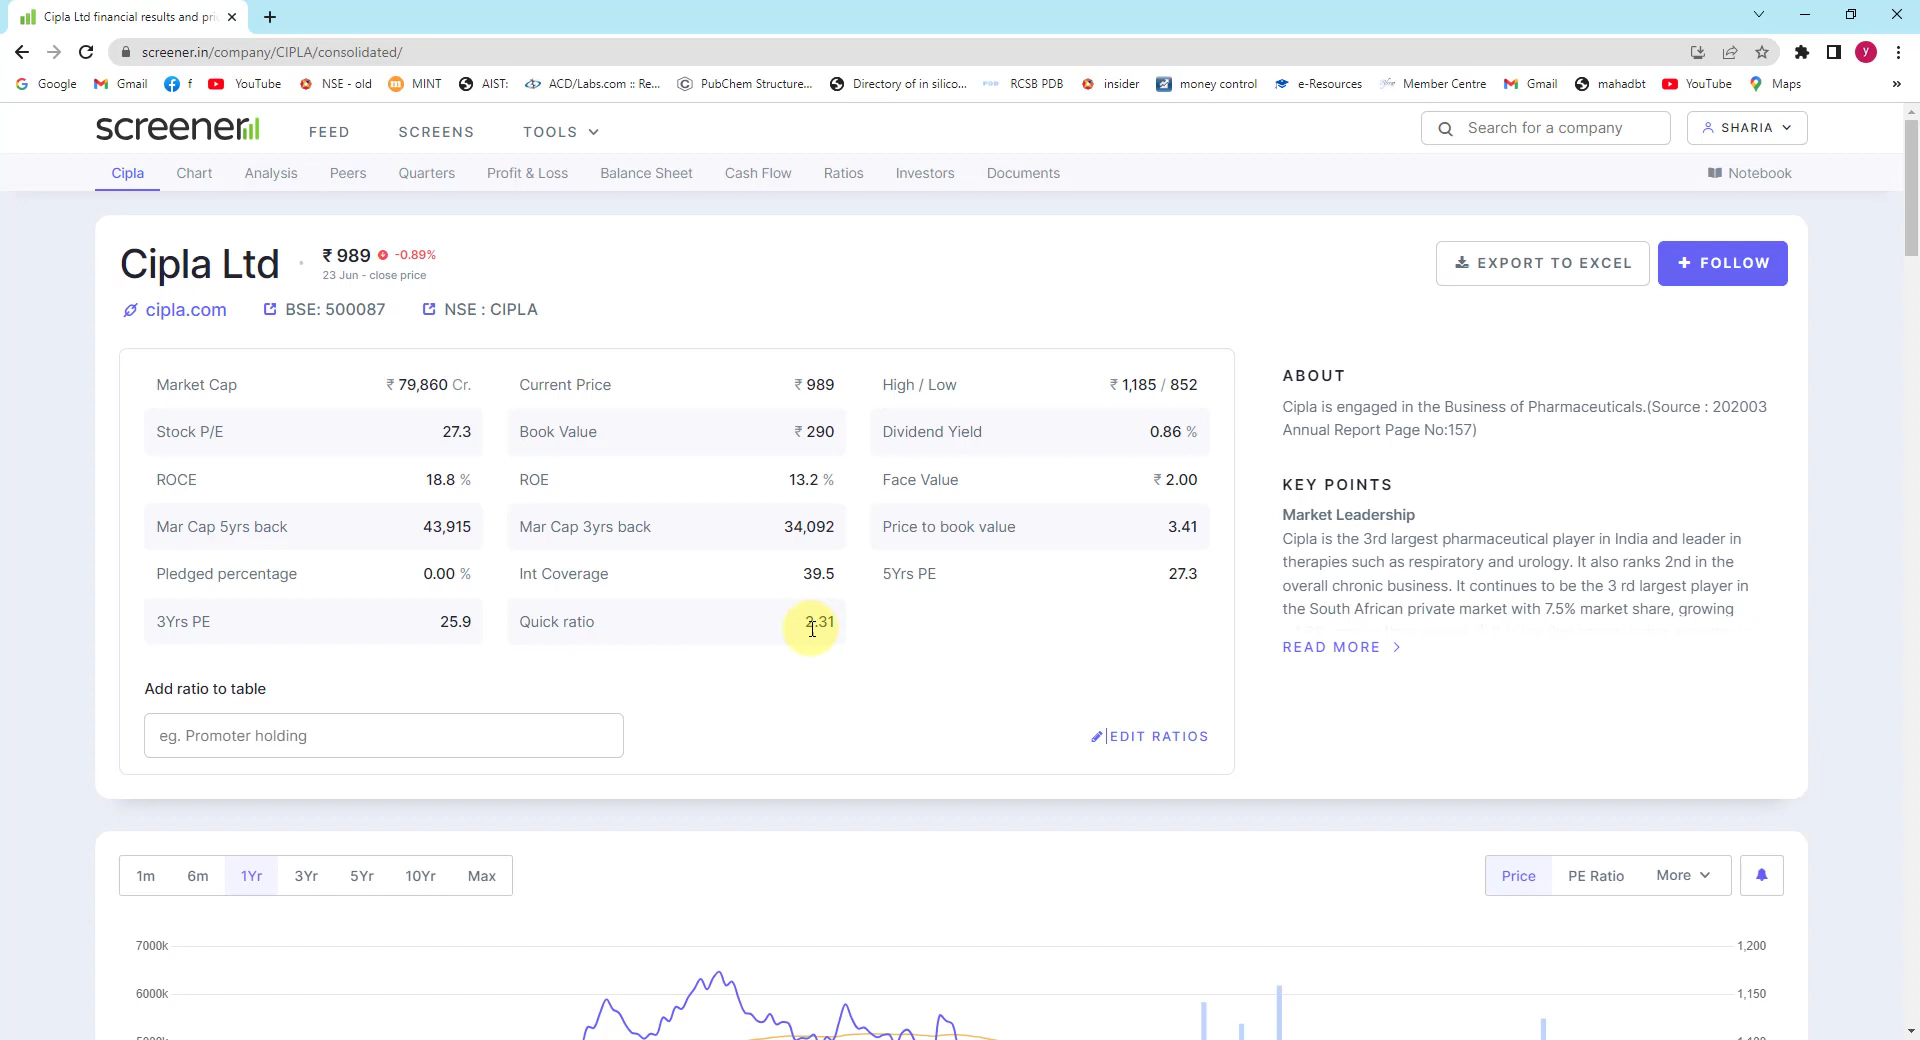 Cipla Ltd financial results and pri
screener.in/company/CIPLA/consolidated/
Google Gmail f YouTube NSE - old MINT AIST: ACD/Labs.com :: Re... PubChem Structure... Directory of in silico... RCSB PDB insider money control e-Resources Member Centre Gmail mahadbt YouTube Maps »
screener FEED SCREENS TOOLS Search for a company SHARIA
Cipla Chart Analysis Peers Quarters Profit & Loss Balance Sheet Cash Flow Ratios Investors Documents Notebook
Cipla Ltd · ₹ 989 -0.89%
23 Jun - close price
EXPORT TO EXCEL + FOLLOW
cipla.com BSE: 500087 NSE : CIPLA
Market Cap ₹ 79,860 Cr. Current Price ₹ 989 High / Low ₹ 1,185 / 852
Stock P/E 27.3 Book Value ₹ 290 Dividend Yield 0.86 %
ROCE 18.8 % ROE 13.2 % Face Value ₹ 2.00
Mar Cap 5yrs back 43,915 Mar Cap 3yrs back 34,092 Price to book value 3.41
Pledged percentage 0.00 % Int Coverage 39.5 5Yrs PE 27.3
3Yrs PE 25.9 Quick ratio 2.31
Add ratio to table
eg. Promoter holding
EDIT RATIOS
ABOUT
Cipla is engaged in the Business of Pharmaceuticals.(Source : 202003
Annual Report Page No:157)
KEY POINTS
Market Leadership
Cipla is the 3rd largest pharmaceutical player in India and leader in
therapies such as respiratory and urology. It also ranks 2nd in the
overall chronic business. It continues to be the 3 rd largest player in
the South African private market with 7.5% market share, growing
READ MORE
1m 6m 1Yr 3Yr 5Yr 10Yr Max
Price PE Ratio More
7000k 1,200
6000k 1,150